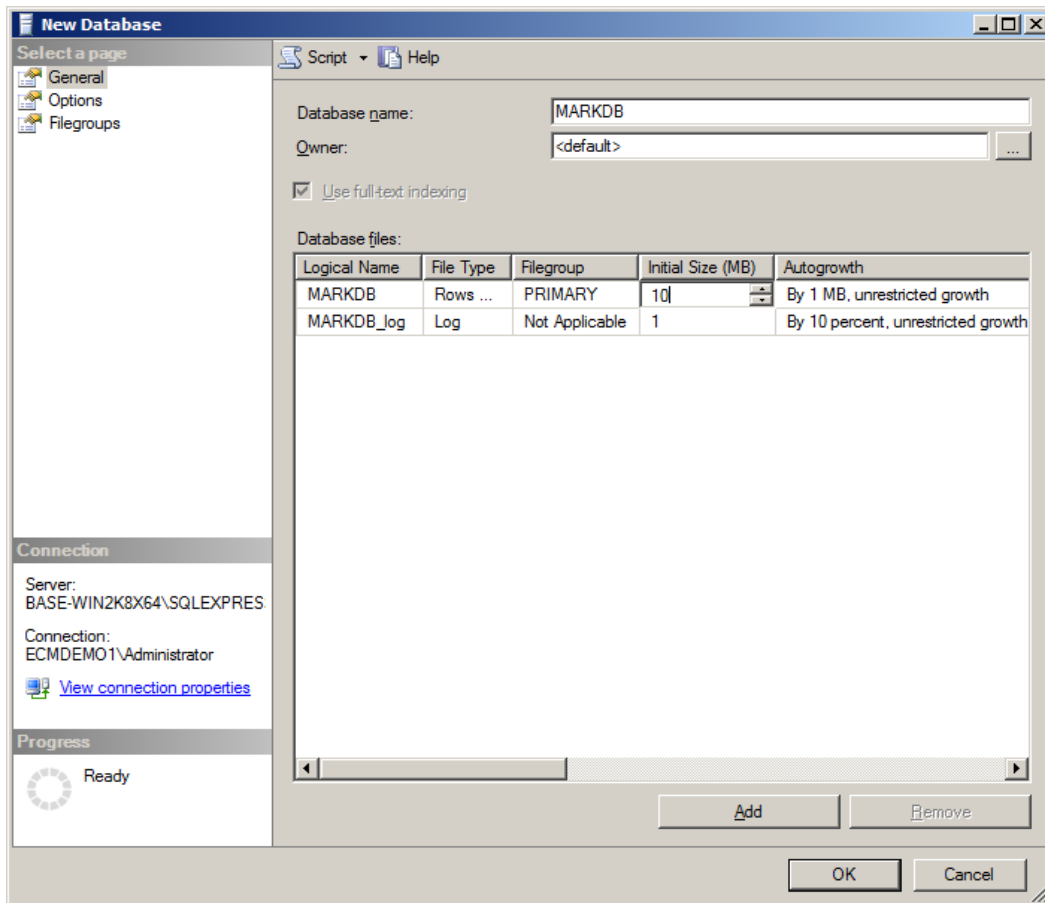 New Database
Select a page
General
Options
Filegroups
Script Help
Database name: MARKDB
Owner: <default> ...
Use full-text indexing
Database files:
Logical Name File Type Filegroup Initial Size (MB) Autogrowth
MARKDB Rows ... PRIMARY 10 By 1 MB, unrestricted growth
MARKDB_log Log Not Applicable 1 By 10 percent, unrestricted growth
Connection
Server:
BASE-WIN2K8X64\SQLEXPRES
Connection:
ECMDEMO1\Administrator
View connection properties
Progress
Ready
Add Remove
OK Cancel